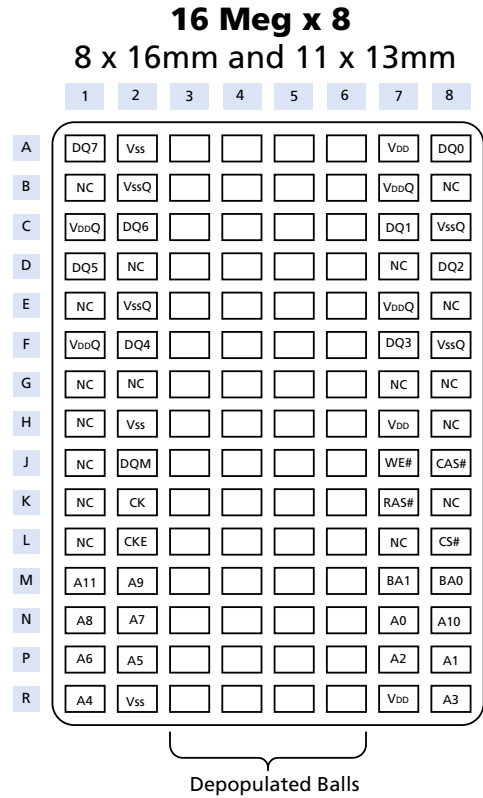 16 Meg x 8
8 x 16mm and 11 x 13mm
1 2 3 4 5 6 7 8
A DQ7 Vss VDD DQ0
B NC VssQ VDDQ NC
C VDDQ DQ6 DQ1 VssQ
D DQ5 NC NC DQ2
E NC VssQ VDDQ NC
F VDDQ DQ4 DQ3 VssQ
G NC NC NC NC
H NC Vss VDD NC
J NC DQM WE# CAS#
K NC CK RAS# NC
L NC CKE NC CS#
M A11 A9 BA1 BA0
N A8 A7 A0 A10
P A6 A5 A2 A1
R A4 Vss VDD A3
Depopulated Balls